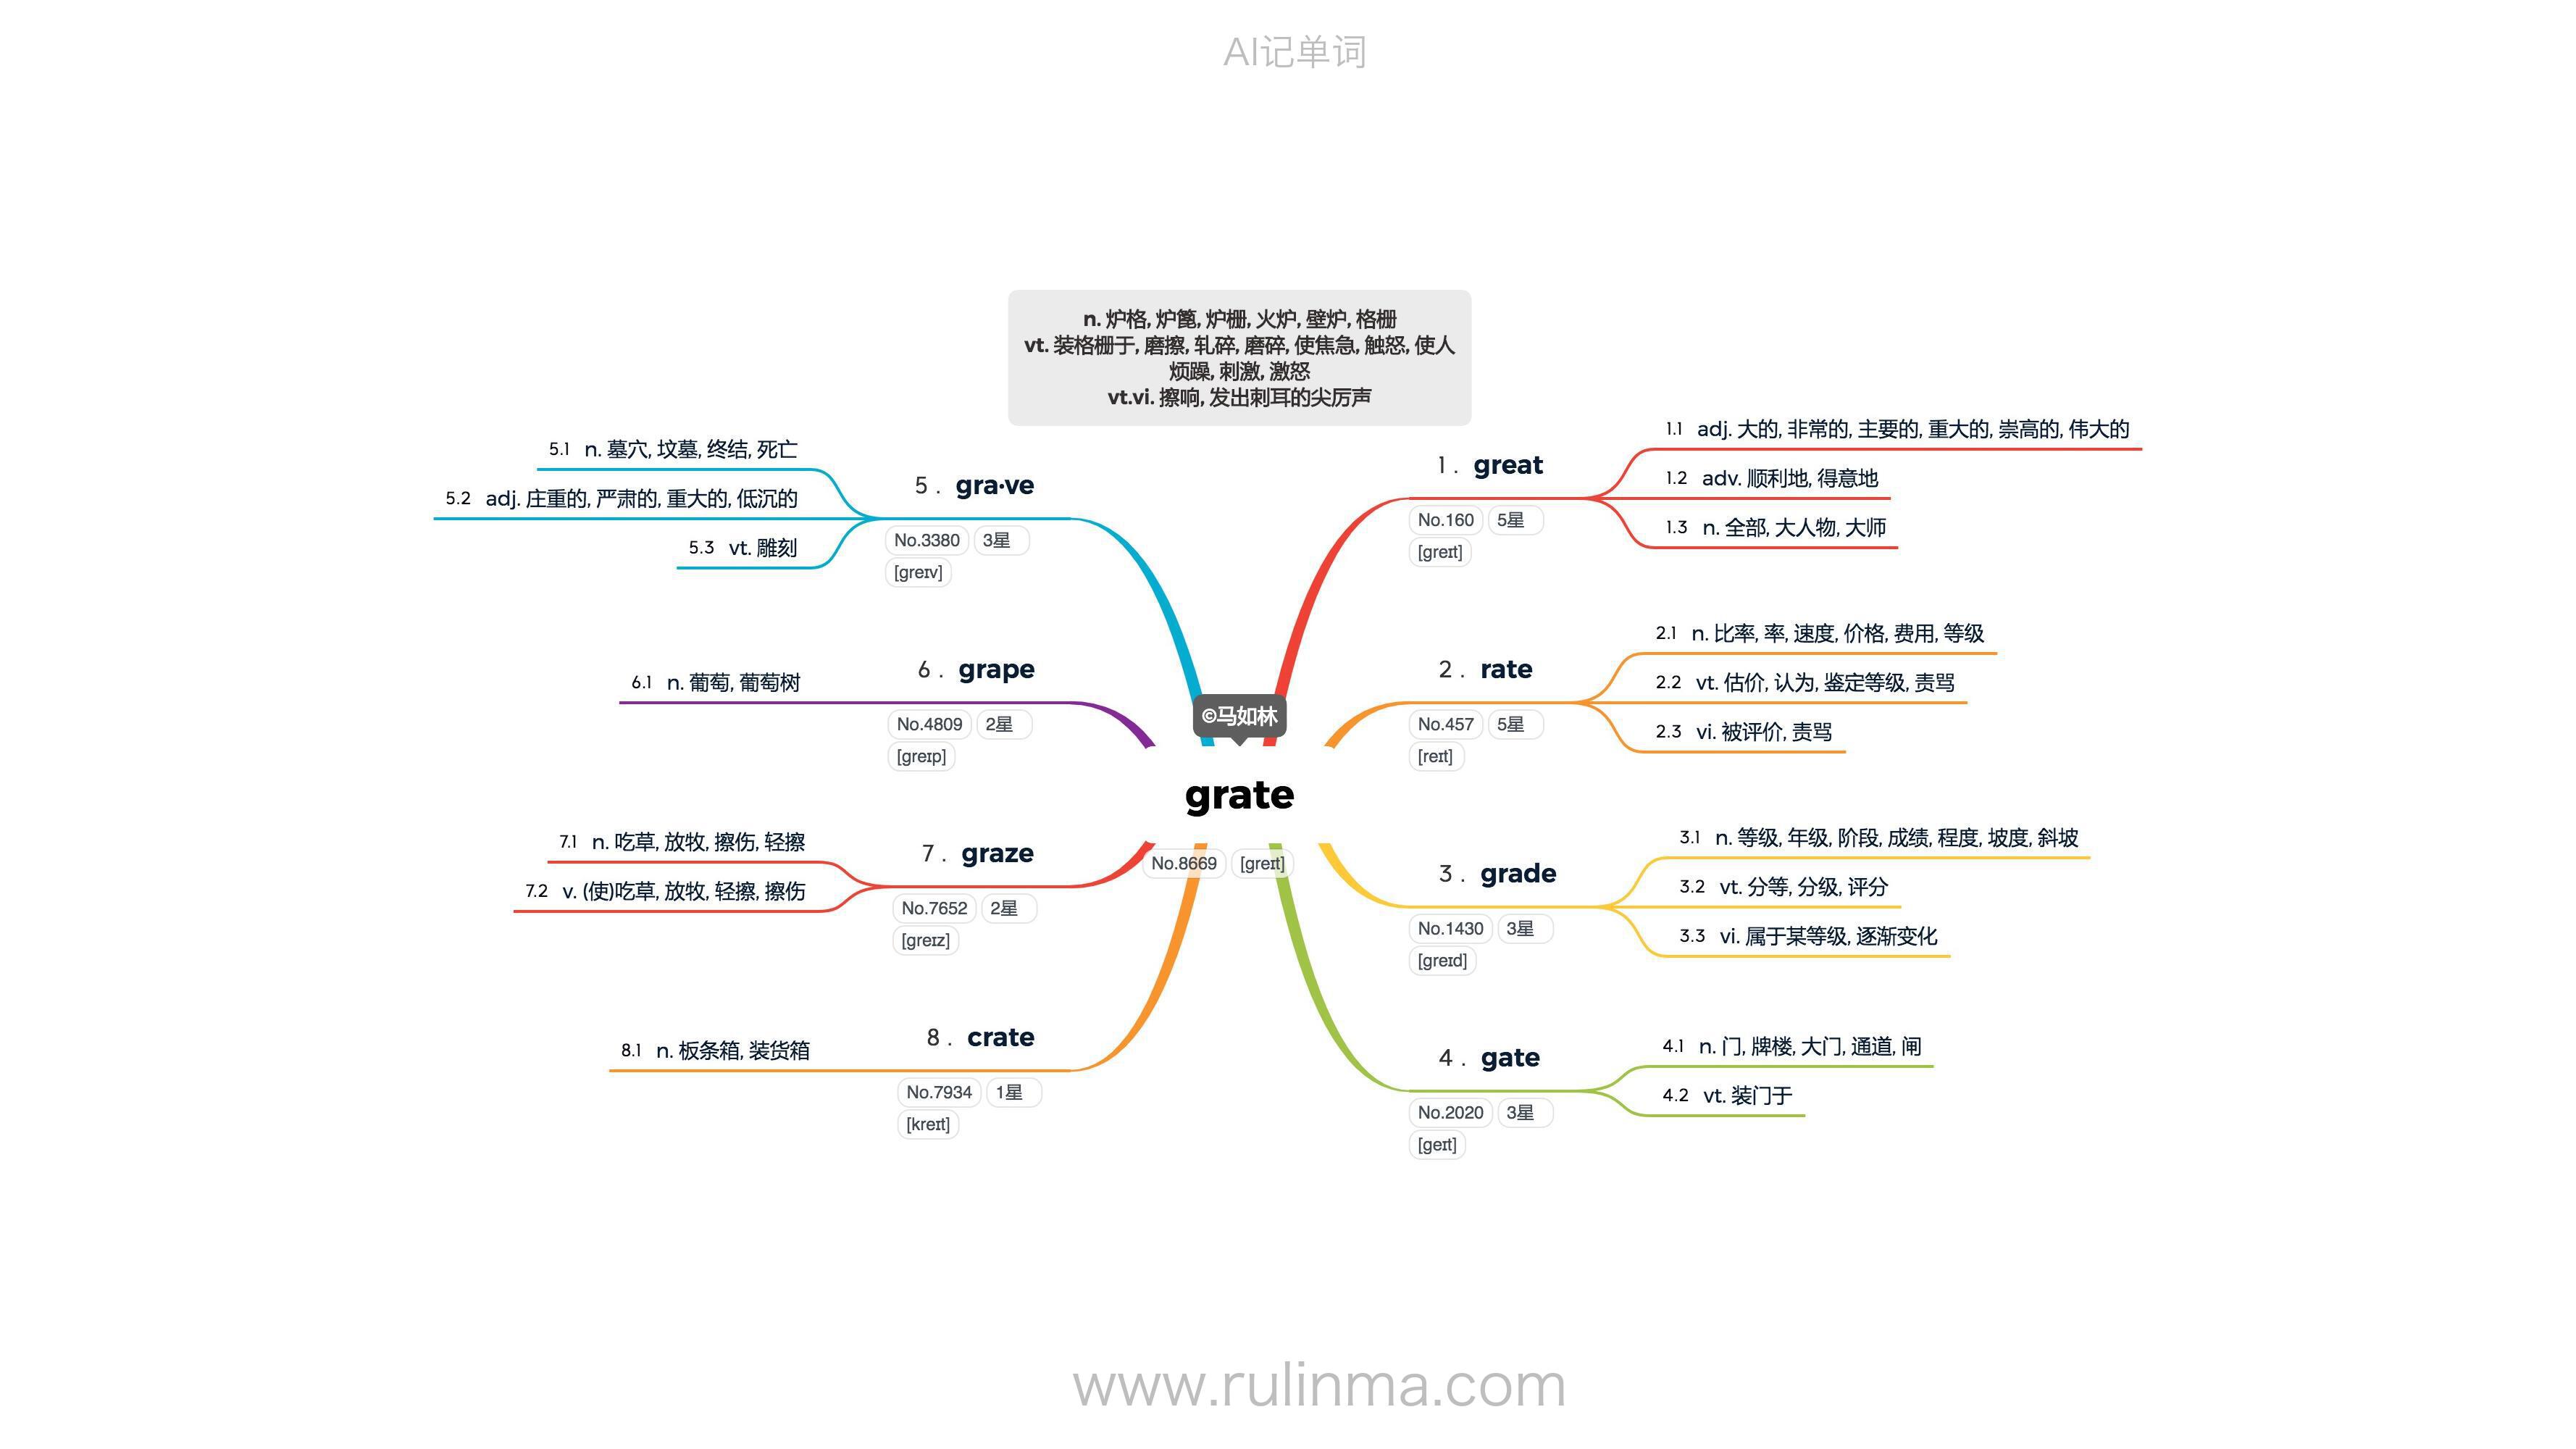 AI记单词
n. 炉格, 炉篦, 炉栅, 火炉, 壁炉, 格栅
vt. 装格栅于, 磨擦, 轧碎, 磨碎, 使焦急, 触怒, 使人
烦躁, 刺激, 激怒
vt.vi. 擦响, 发出刺耳的尖厉声
©马如林
grate
No.8669 [greɪt]
1 . great
No.160 5星
[greɪt]
1.1 adj. 大的, 非常的, 主要的, 重大的, 崇高的, 伟大的
1.2 adv. 顺利地, 得意地
1.3 n. 全部, 大人物, 大师
2 . rate
No.457 5星
[reɪt]
2.1 n. 比率, 率, 速度, 价格, 费用, 等级
2.2 vt. 估价, 认为, 鉴定等级, 责骂
2.3 vi. 被评价, 责骂
3 . grade
No.1430 3星
[greɪd]
3.1 n. 等级, 年级, 阶段, 成绩, 程度, 坡度, 斜坡
3.2 vt. 分等, 分级, 评分
3.3 vi. 属于某等级, 逐渐变化
4 . gate
No.2020 3星
[geɪt]
4.1 n. 门, 牌楼, 大门, 通道, 闸
4.2 vt. 装门于
5 . gra·ve
No.3380 3星
[greɪv]
5.1 n. 墓穴, 坟墓, 终结, 死亡
5.2 adj. 庄重的, 严肃的, 重大的, 低沉的
5.3 vt. 雕刻
6 . grape
No.4809 2星
[greɪp]
6.1 n. 葡萄, 葡萄树
7 . graze
No.7652 2星
[greɪz]
7.1 n. 吃草, 放牧, 擦伤, 轻擦
7.2 v. (使)吃草, 放牧, 轻擦, 擦伤
8 . crate
No.7934 1星
[kreɪt]
8.1 n. 板条箱, 装货箱
www.rulinma.com